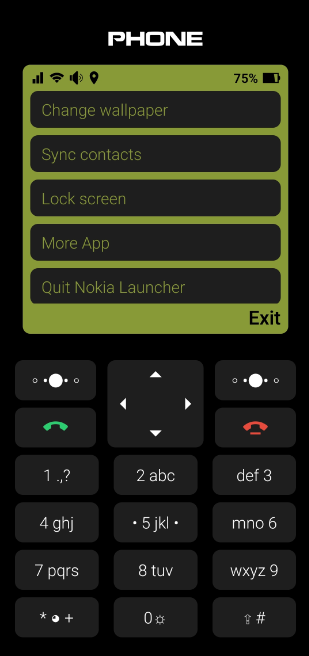 PHONE
75%
Change wallpaper
Sync contacts
Lock screen
More App
Quit Nokia Launcher
Exit
1 .,? 2 abc def 3
4 ghj • 5 jkl • mno 6
7 pqrs 8 tuv wxyz 9
* + 0☼ ⇧ #